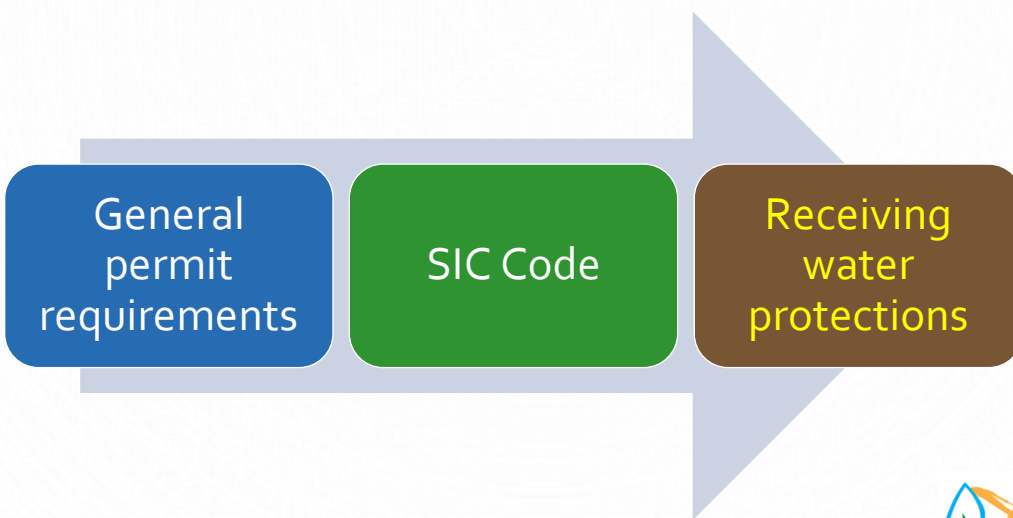 General
permit
requirements
SIC Code
Receiving
water
protections